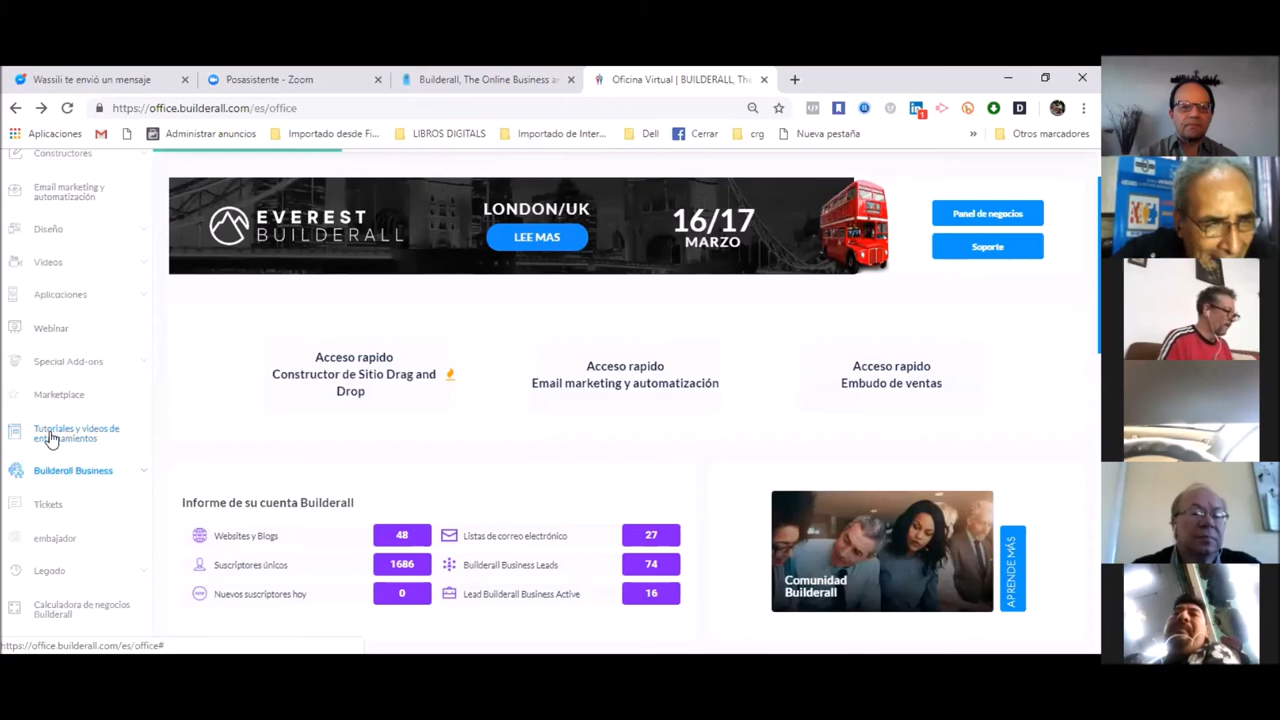 Wassili te envió un mensaje
Posasistente - Zoom
Builderall, The Online Business an
Oficina Virtual | BUILDERALL, The
https://office.builderall.com/es/office
Aplicaciones
Administrar anuncios
Importado desde Fi...
LIBROS DIGITALS
Importado de Inter...
Dell
Cerrar
crg
Nueva pestaña
»
Otros marcadores
Constructores
Email marketing y
automatización
Diseño
Videos
Aplicaciones
Webinar
Special Add-ons
Marketplace
Tutoriales y videos de
entrenamientos
Builderall Business
Tickets
embajador
Legado
Calculadora de negocios
Builderall
https://office.builderall.com/es/office#
EVEREST
BUILDERALL
LONDON/UK
LEE MAS
16/17
MARZO
Panel de negocios
Soporte
Acceso rapido
Constructor de Sitio Drag and
Drop
Acceso rapido
Email marketing y automatización
Acceso rapido
Embudo de ventas
Informe de su cuenta Builderall
Websites y Blogs 48
Listas de correo electrónico 27
Suscriptores únicos 1686
Builderall Business Leads 74
Nuevos suscriptores hoy 0
Lead Builderall Business Active 16
Comunidad
Builderall
APRENDE MÁS